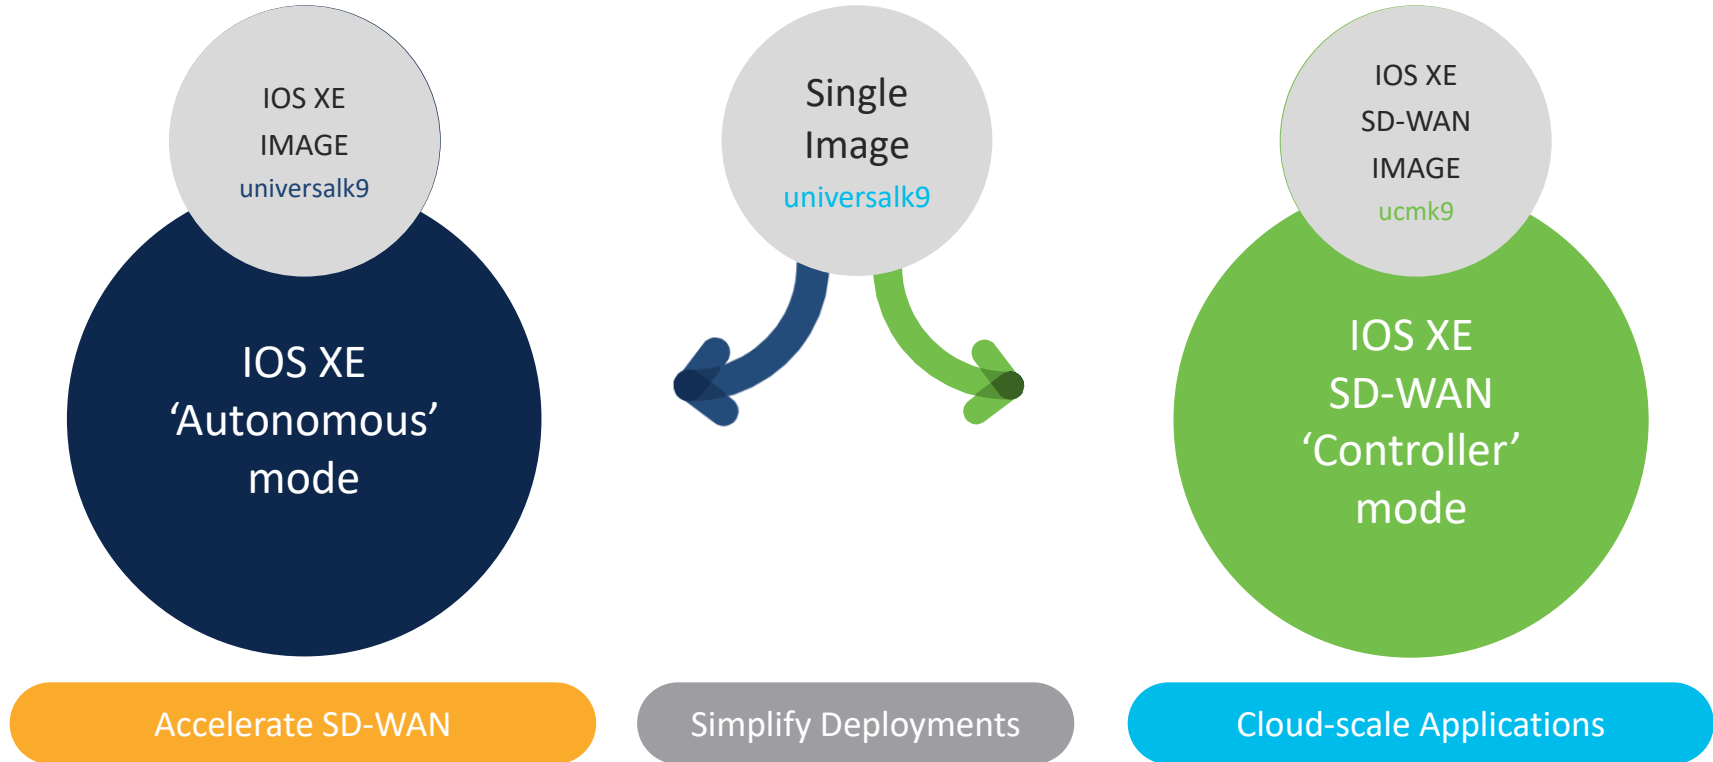 IOS XE
IMAGE
universalk9
IOS XE
‘Autonomous’
mode
Single
Image
universalk9
IOS XE
SD-WAN
IMAGE
ucmk9
IOS XE
SD-WAN
‘Controller’
mode
Accelerate SD-WAN
Simplify Deployments
Cloud-scale Applications